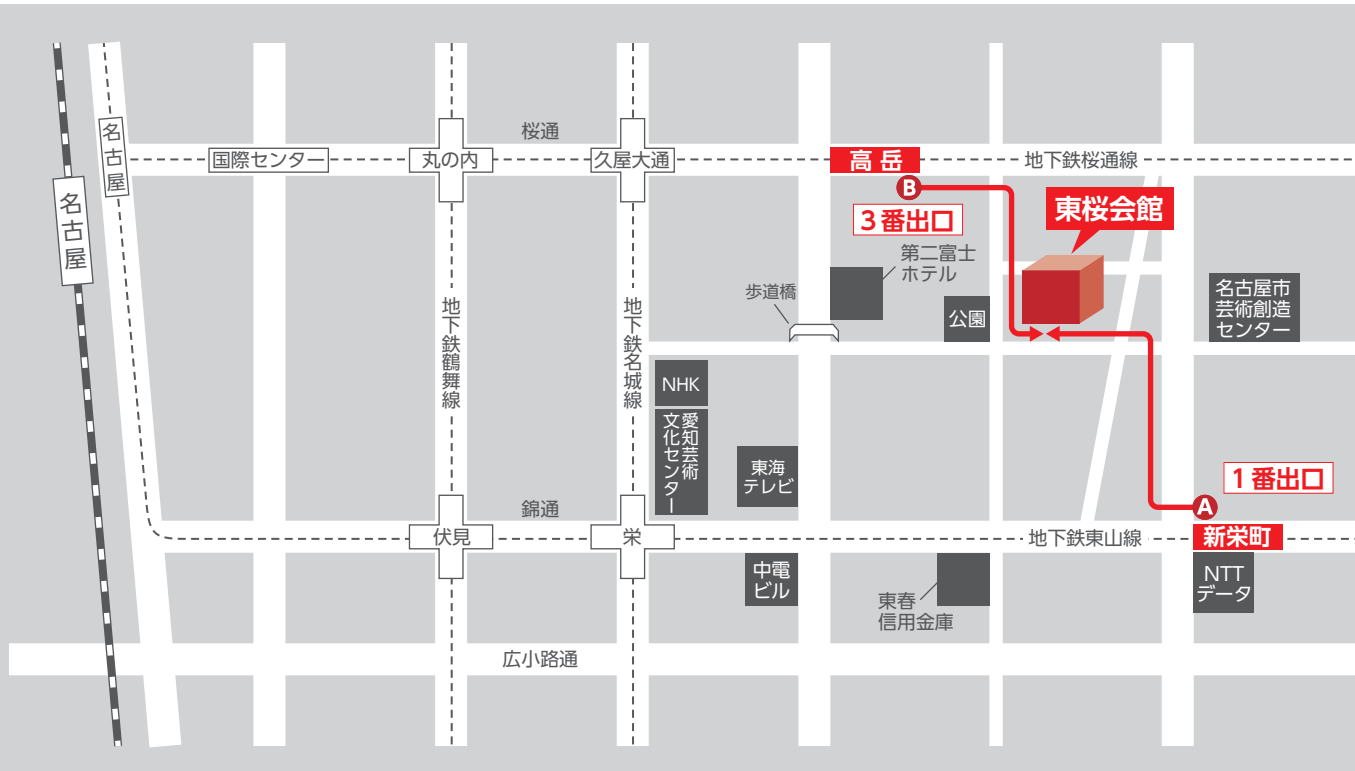 桜通
名古屋
国際センター
丸の内
久屋大通
高岳
地下鉄桜通線
B
3番出口
東桜会館
名古屋
第二富士
ホテル
歩道橋
公園
名古屋市
芸術創造
センター
地下鉄鶴舞線
地下鉄名城線
NHK
愛知芸術
文化センター
東海
テレビ
1番出口
A
錦通
伏見
栄
地下鉄東山線
新栄町
中電
ビル
東春
信用金庫
NTT
データ
広小路通